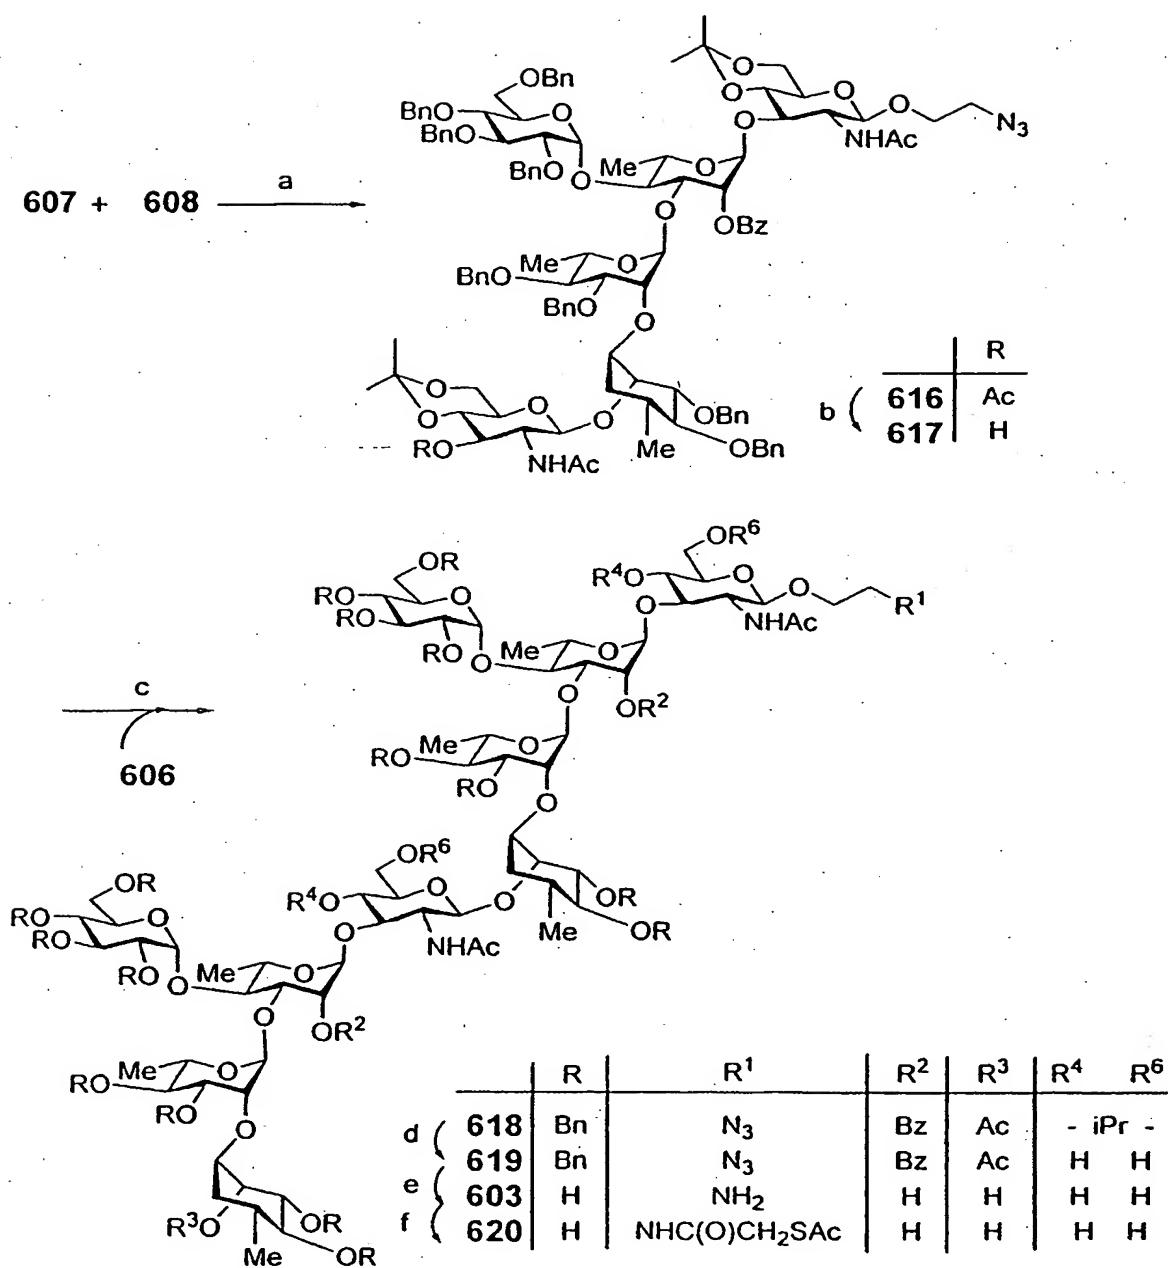 OBn
BnO
BnO
BnO
O
O
O
O
O
O
O
N₃
NHAc
Me
O
O
OBz
607 + 608
a
O
Me
O
BnO
BnO
O
R
616 Ac
617 H
b
O
O
O
O
OBn
OBn
RO
NHAc
Me
OR⁶
R⁴O
O
O
R¹
O
NHAc
OR
RO
RO
RO
O
O
Me
O
O
OR²
c
606
Me
O
RO
RO
O
OR⁶
R⁴O
O
O
OR
OR
Me
O
NHAc
OR
RO
RO
RO
O
O
Me
O
O
OR²
Me
O
RO
RO
O
R³O
OR
OR
Me
R R¹ R² R³ R⁴ R⁶
d 618 Bn N₃ Bz Ac - iPr -
619 Bn N₃ Bz Ac H H
e 603 H NH₂ H H H H
f 620 H NHC(O)CH₂SAc H H H H